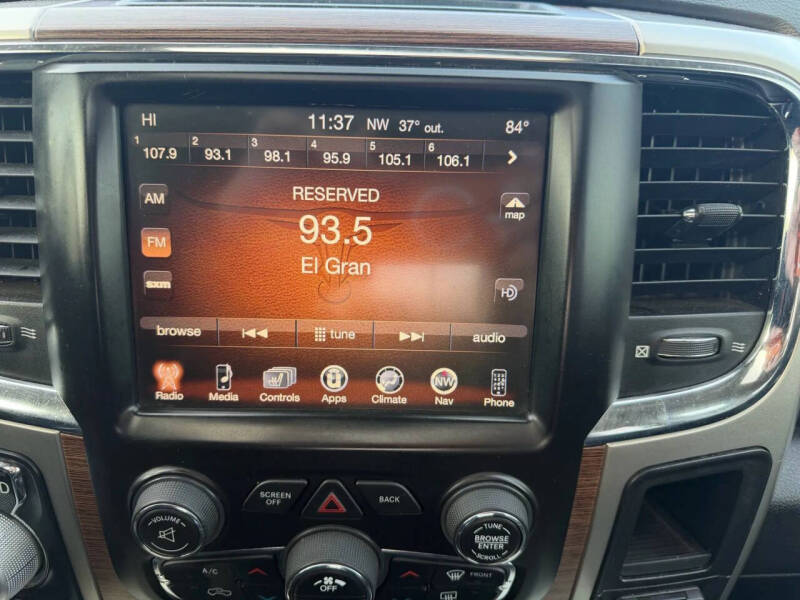 HI 11:37 NW 37° out. 84°
1 107.9 2 93.1 3 98.1 4 95.9 5 105.1 6 106.1
AM
RESERVED
map
FM
93.5
El Gran
sxm
HD
browse tune audio
Radio Media Controls Apps Climate NW Nav Phone
VOLUME
SCREEN OFF
BACK
TUNE
BROWSE
ENTER
SCROLL
A/C
OFF
FRONT